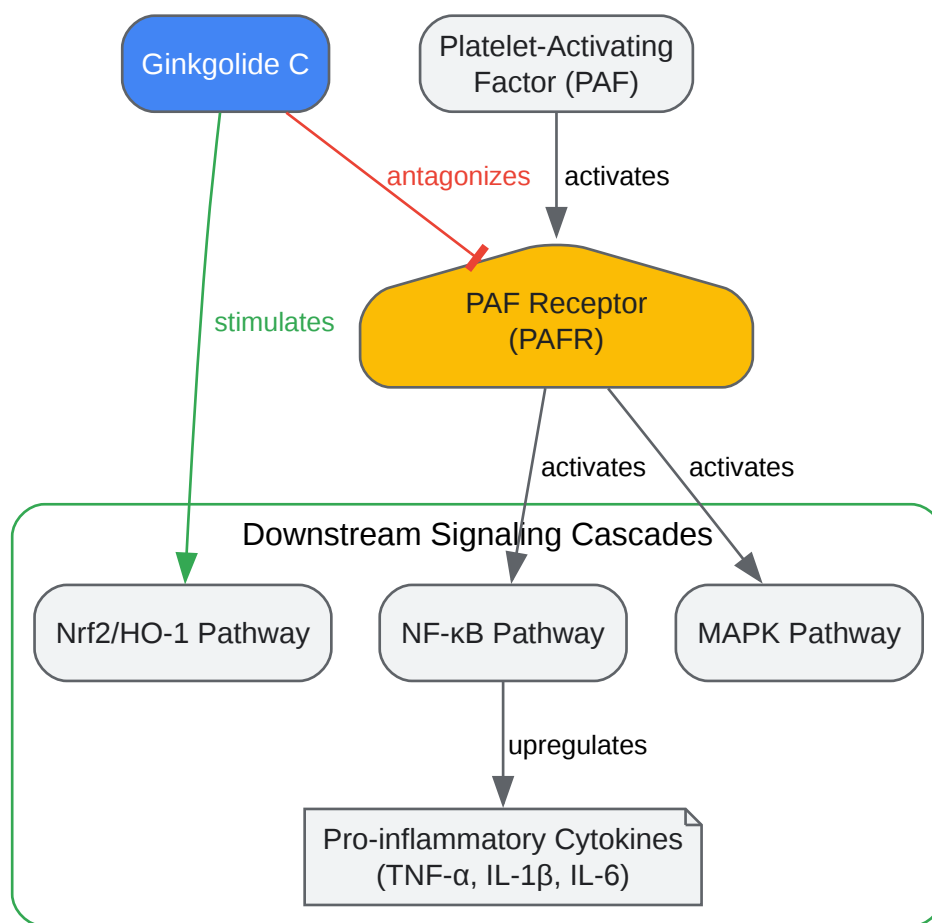 Ginkgolide C
Platelet-Activating
Factor (PAF)
antagonizes
activates
PAF Receptor
(PAFR)
stimulates
activates
activates
Downstream Signaling Cascades
Nrf2/HO-1 Pathway
NF-κB Pathway
MAPK Pathway
upregulates
Pro-inflammatory Cytokines
(TNF-α, IL-1β, IL-6)